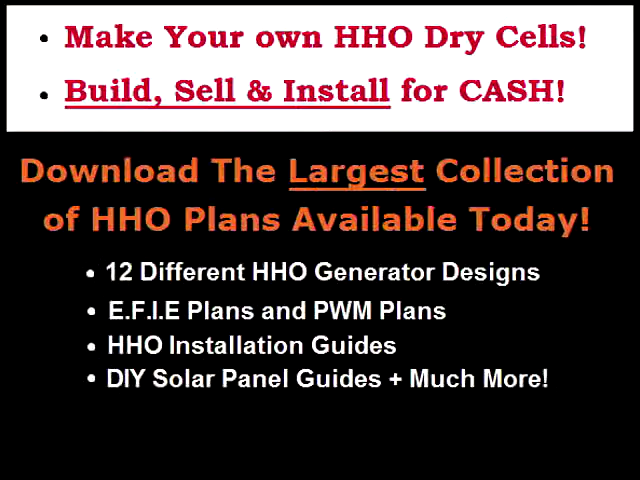 • Make Your own HHO Dry Cells!
• Build, Sell & Install for CASH!
Download The Largest Collection
of HHO Plans Available Today!
• 12 Different HHO Generator Designs
• E.F.I.E Plans and PWM Plans
• HHO Installation Guides
• DIY Solar Panel Guides + Much More!